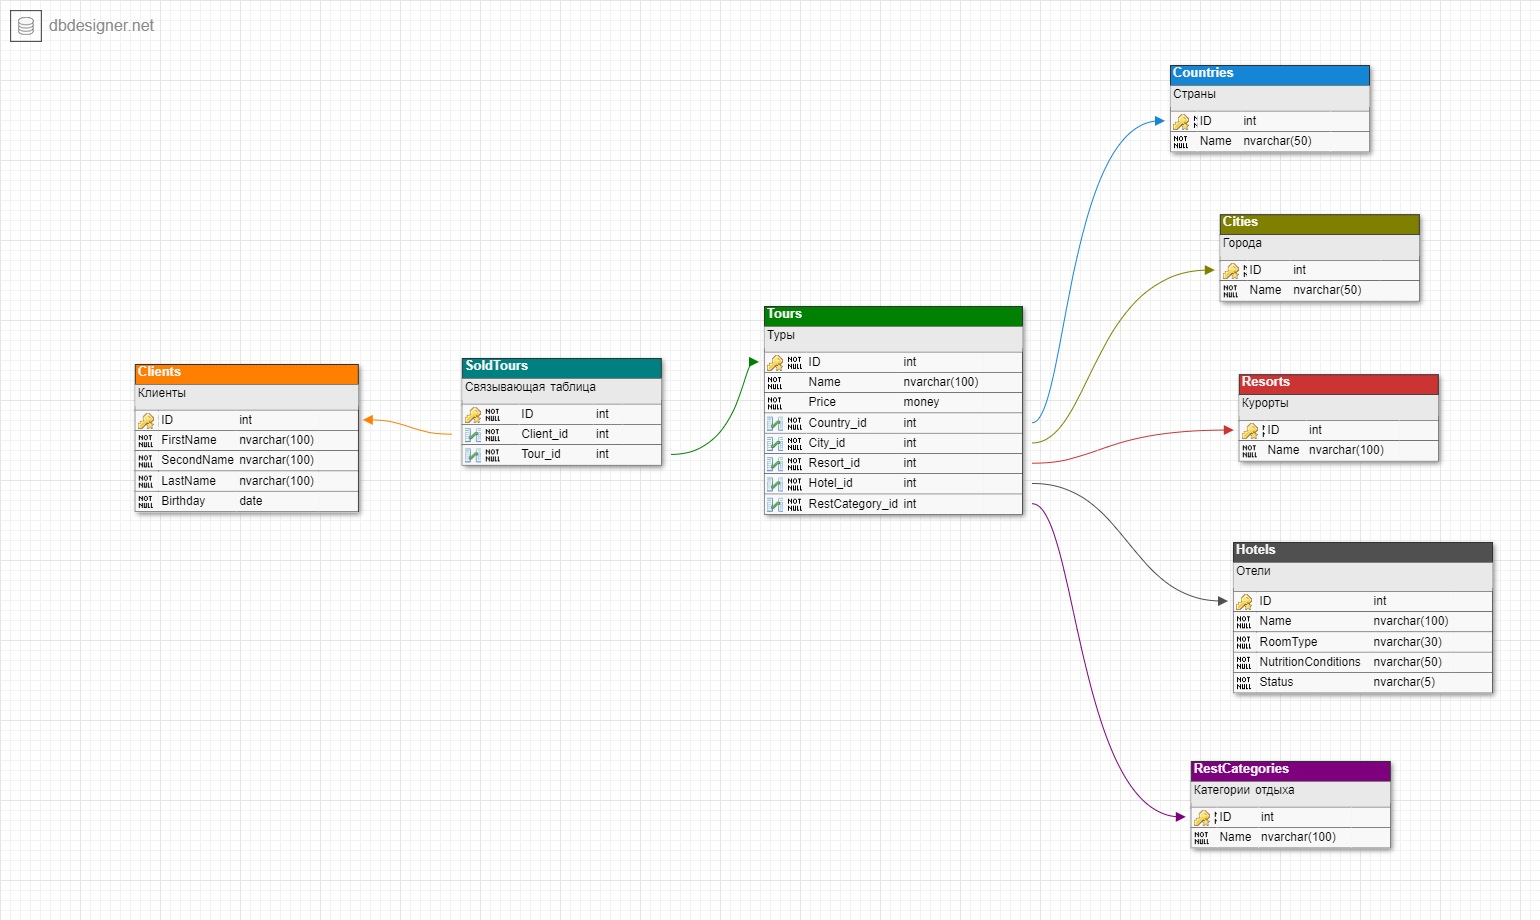 dbdesigner.net
Countries
Страны
ID int
NOT NULL Name nvarchar(50)
Cities
Города
ID int
NOT NULL Name nvarchar(50)
Tours
Туры
NOT NULL ID int
NOT NULL Name nvarchar(100)
NOT NULL Price money
NOT NULL Country_id int
NOT NULL City_id int
NOT NULL Resort_id int
NOT NULL Hotel_id int
NOT NULL RestCategory_id int
Clients
Клиенты
ID int
NOT NULL FirstName nvarchar(100)
NOT NULL SecondName nvarchar(100)
NOT NULL LastName nvarchar(100)
NOT NULL Birthday date
SoldTours
Связывающая таблица
NOT NULL ID int
NOT NULL Client_id int
NOT NULL Tour_id int
Resorts
Курорты
ID int
NOT NULL Name nvarchar(100)
Hotels
Отели
ID int
NOT NULL Name nvarchar(100)
NOT NULL RoomType nvarchar(30)
NOT NULL NutritionConditions nvarchar(50)
NOT NULL Status nvarchar(5)
RestCategories
Категории отдыха
ID int
NOT NULL Name nvarchar(100)